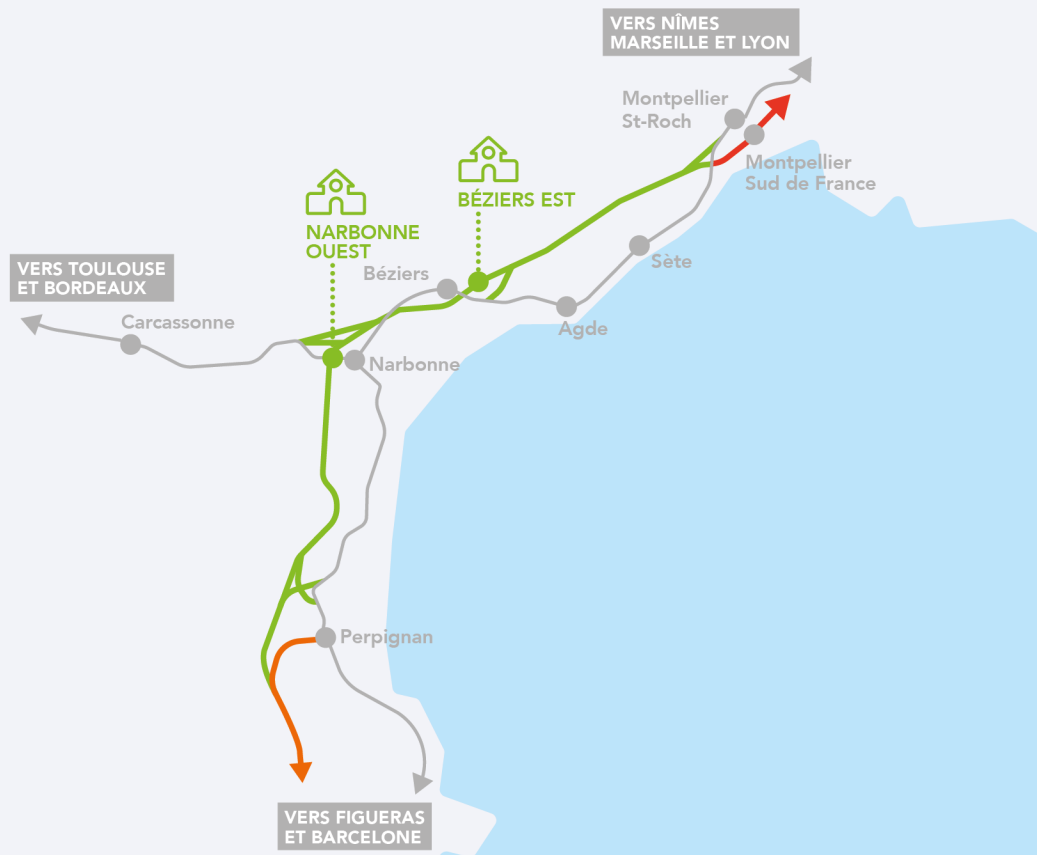 VERS NÎMES
MARSEILLE ET LYON
Montpellier
St-Roch
Montpellier
Sud de France
BÉZIERS EST
NARBONNE
OUEST
Béziers
Sète
VERS TOULOUSE
ET BORDEAUX
Carcassonne
Agde
Narbonne
Perpignan
VERS FIGUERAS
ET BARCELONE